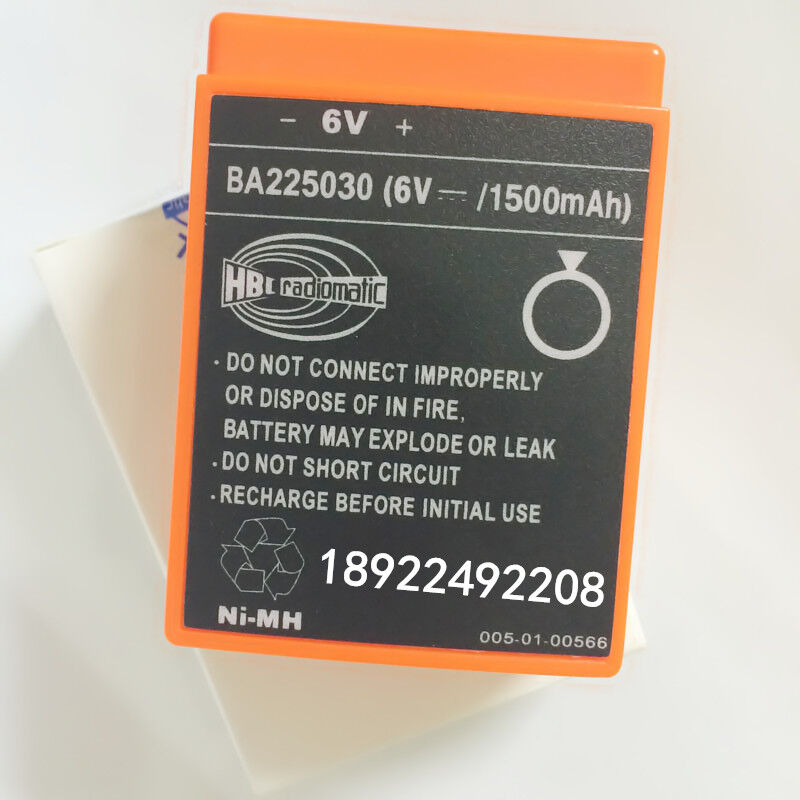 − 6V +
BA225030 (6V⎓ /1500mAh)
HBC radiomatic
· DO NOT CONNECT IMPROPERLY
OR DISPOSE OF IN FIRE,
BATTERY MAY EXPLODE OR LEAK
· DO NOT SHORT CIRCUIT
· RECHARGE BEFORE INITIAL USE
18922492208
Ni-MH
005-01-00566